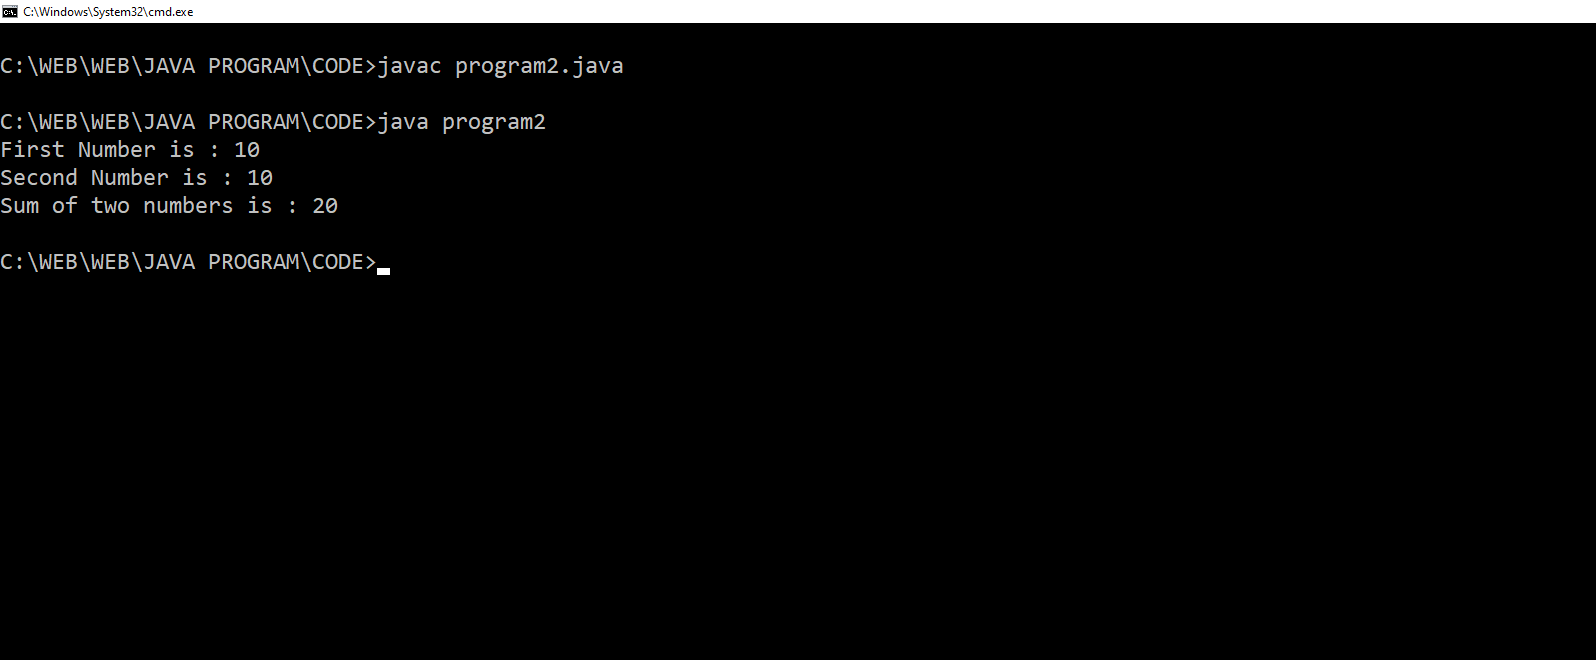 C:\Windows\System32\cmd.exe
C:\WEB\WEB\JAVA PROGRAM\CODE>javac program2.java
C:\WEB\WEB\JAVA PROGRAM\CODE>java program2
First Number is : 10
Second Number is : 10
Sum of two numbers is : 20
C:\WEB\WEB\JAVA PROGRAM\CODE>